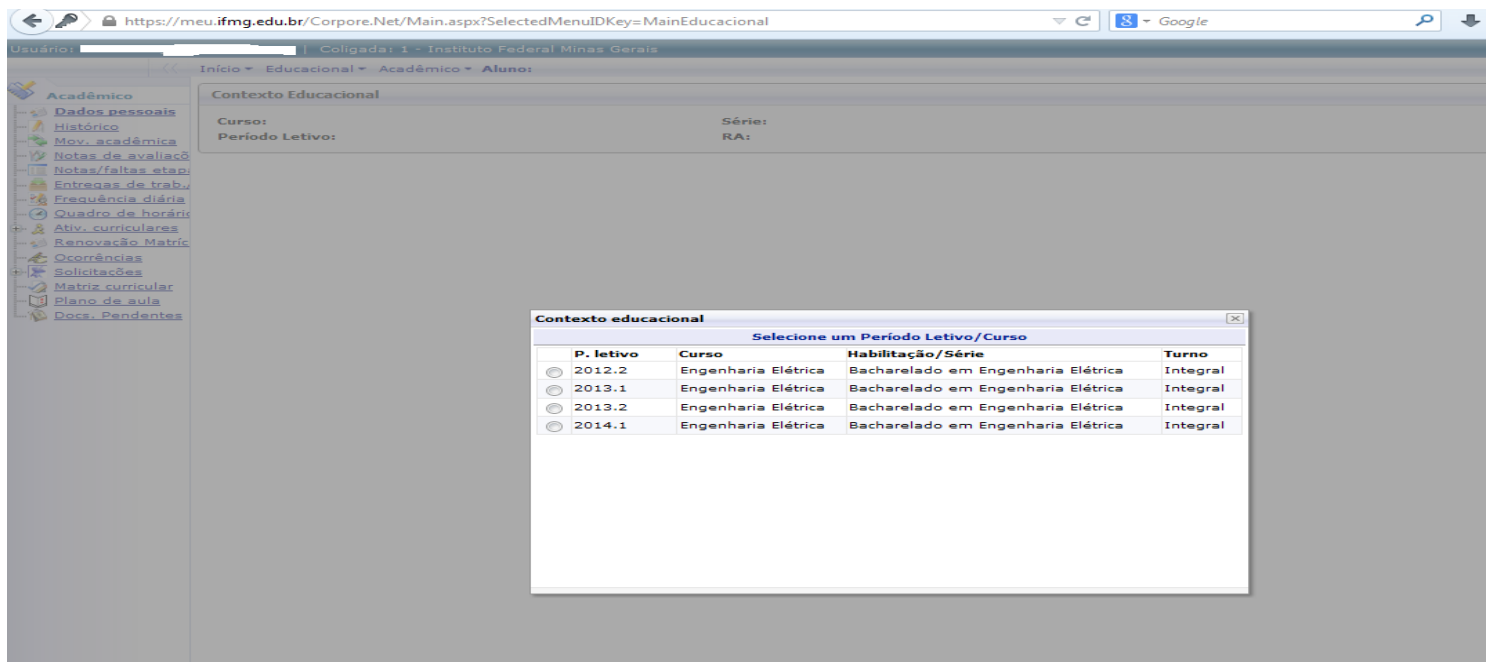 https://meu.ifmg.edu.br/Corpore.Net/Main.aspx?SelectedMenuIDKey=MainEducacional
8 Google
Usuário: | Coligada: 1 - Instituto Federal Minas Gerais
Início Educacional Acadêmico Aluno:
Acadêmico
Dados pessoais
Histórico
Mov. acadêmica
Notas de avaliaçõ
Notas/faltas etap
Entregas de trab.
Frequência diária
Quadro de horári
Ativ. curriculares
Renovação Matríc
Ocorrências
Solicitações
Matriz curricular
Plano de aula
Docs. Pendentes
Contexto Educacional
Curso: Série:
Período Letivo: RA:
Contexto educacional
Selecione um Período Letivo/Curso
P. letivo Curso Habilitação/Série Turno
2012.2 Engenharia Elétrica Bacharelado em Engenharia Elétrica Integral
2013.1 Engenharia Elétrica Bacharelado em Engenharia Elétrica Integral
2013.2 Engenharia Elétrica Bacharelado em Engenharia Elétrica Integral
2014.1 Engenharia Elétrica Bacharelado em Engenharia Elétrica Integral